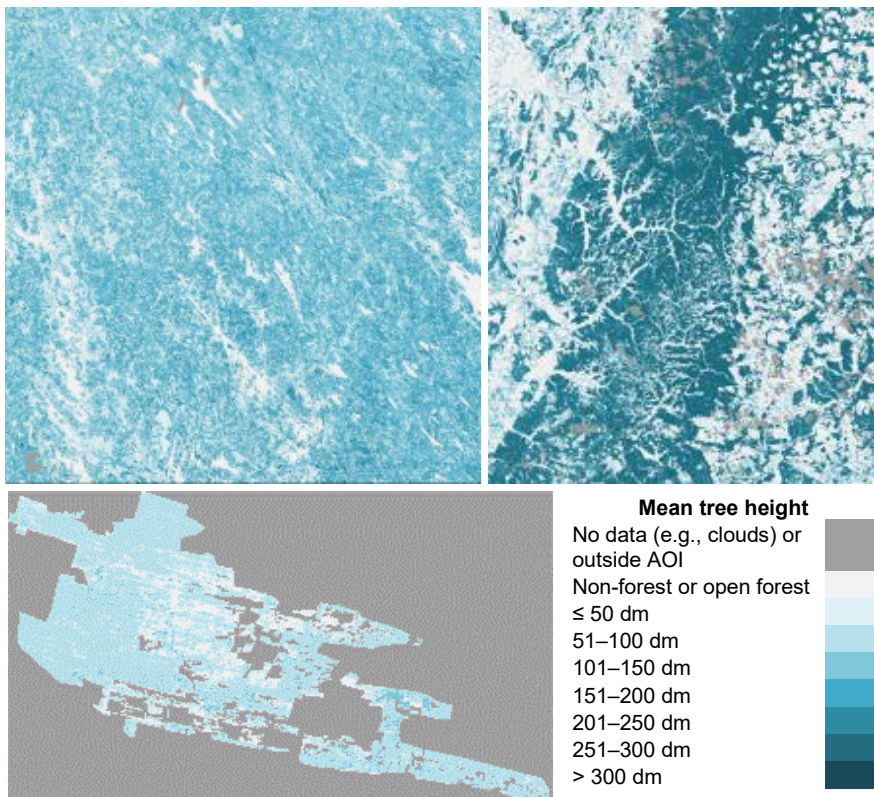 Mean tree height
No data (e.g., clouds) or
outside AOI
Non-forest or open forest
≤ 50 dm
51–100 dm
101–150 dm
151–200 dm
201–250 dm
251–300 dm
> 300 dm